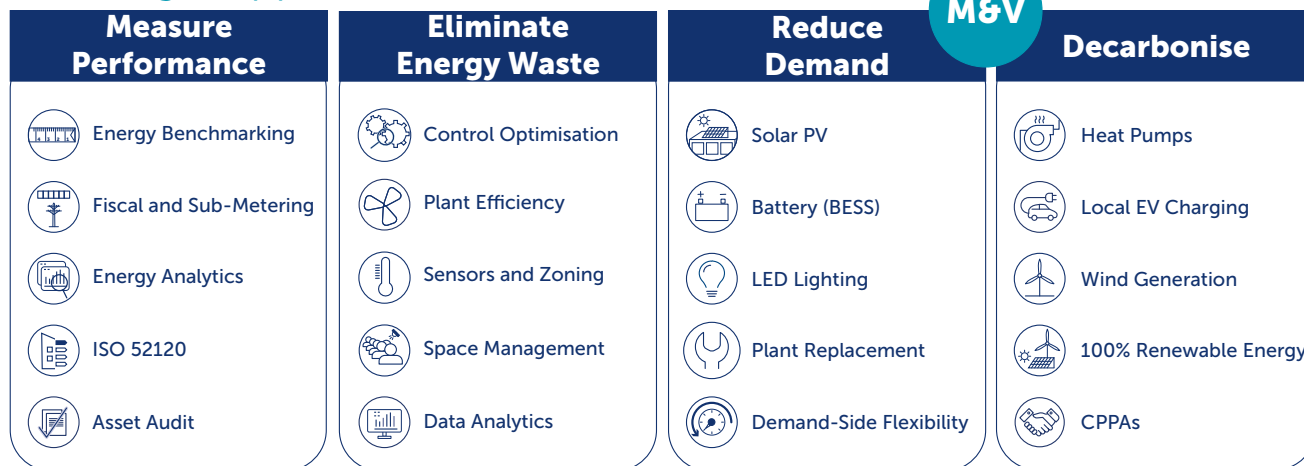 M&V
Measure
Performance
Energy Benchmarking
Fiscal and Sub-Metering
Energy Analytics
ISO 52120
Asset Audit
Eliminate
Energy Waste
Control Optimisation
Plant Efficiency
Sensors and Zoning
Space Management
Data Analytics
Reduce
Demand
Solar PV
Battery (BESS)
LED Lighting
Plant Replacement
Demand-Side Flexibility
Decarbonise
Heat Pumps
Local EV Charging
Wind Generation
100% Renewable Energy
CPPAs